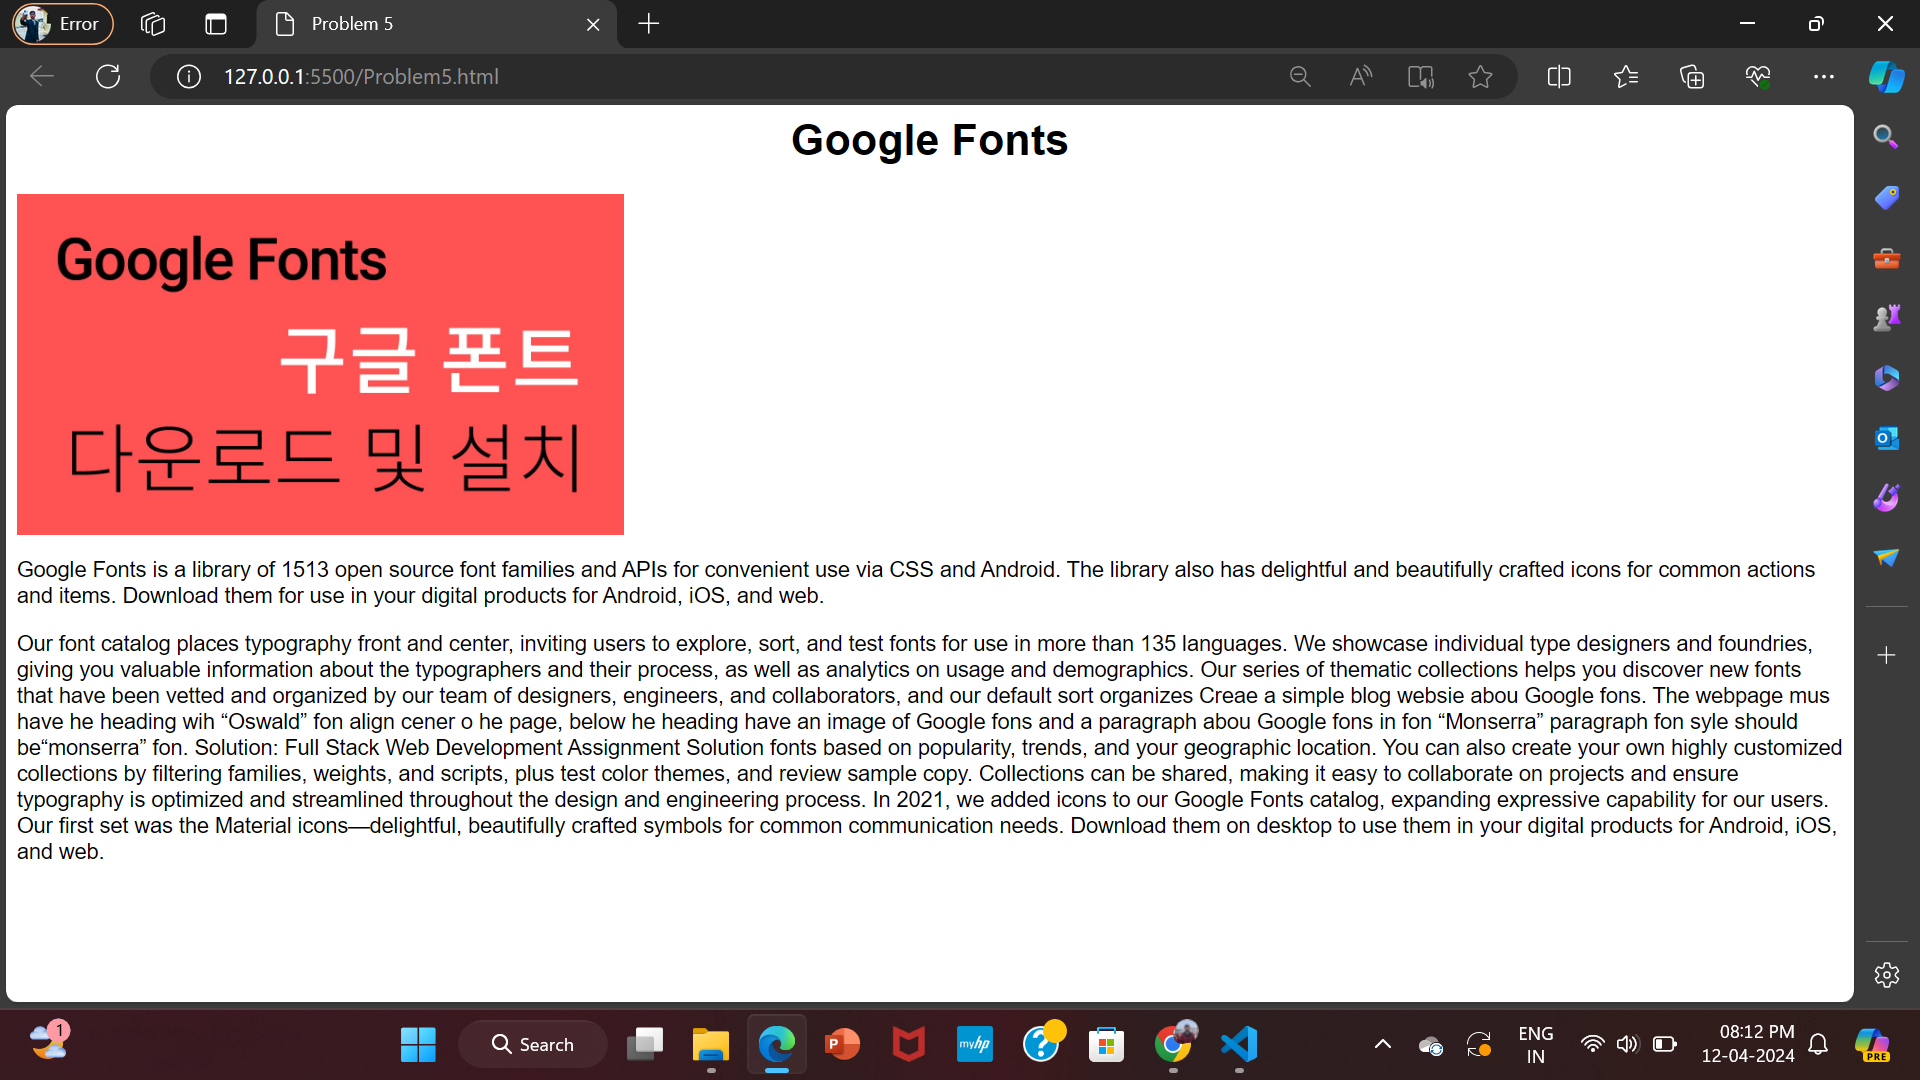 Error
Problem 5
127.0.0.1:5500/Problem5.html
Google Fonts
Google Fonts
구글 폰트
다운로드 및 설치
Google Fonts is a library of 1513 open source font families and APIs for convenient use via CSS and Android. The library also has delightful and beautifully crafted icons for common actions
and items. Download them for use in your digital products for Android, iOS, and web.
Our font catalog places typography front and center, inviting users to explore, sort, and test fonts for use in more than 135 languages. We showcase individual type designers and foundries,
giving you valuable information about the typographers and their process, as well as analytics on usage and demographics. Our series of thematic collections helps you discover new fonts
that have been vetted and organized by our team of designers, engineers, and collaborators, and our default sort organizes Creae a simple blog websie abou Google fons. The webpage mus
have he heading wih “Oswald” fon align cener o he page, below he heading have an image of Google fons and a paragraph abou Google fons in fon “Monserra” paragraph fon syle should
be“monserra” fon. Solution: Full Stack Web Development Assignment Solution fonts based on popularity, trends, and your geographic location. You can also create your own highly customized
collections by filtering families, weights, and scripts, plus test color themes, and review sample copy. Collections can be shared, making it easy to collaborate on projects and ensure
typography is optimized and streamlined throughout the design and engineering process. In 2021, we added icons to our Google Fonts catalog, expanding expressive capability for our users.
Our first set was the Material icons—delightful, beautifully crafted symbols for common communication needs. Download them on desktop to use them in your digital products for Android, iOS,
and web.
1
Search
P
myhp
?
ENG
IN
08:12 PM
12-04-2024
PRE